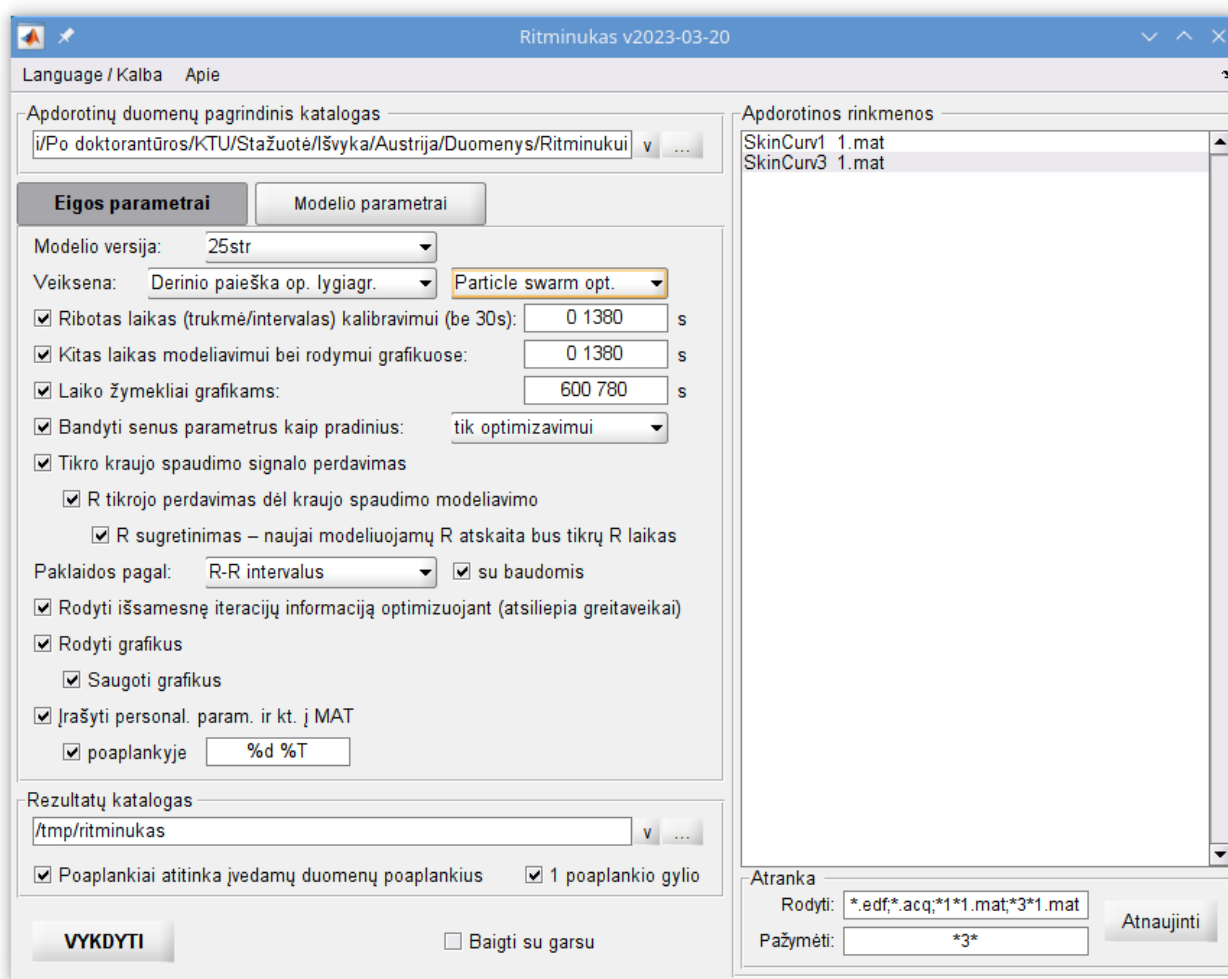 Ritminukas v2023-03-20
Language / Kalba Apie
Apdorotinų duomenų pagrindinis katalogas
i/Po doktorantūros/KTU/Stažuotė/Išvyka/Austrija/Duomenys/Ritminukui v ...
Eigos parametrai Modelio parametrai
Modelio versija: 25str
Veiksena: Derinio paieška op. lygiagr. Particle swarm opt.
Ribotas laikas (trukmė/intervalas) kalibravimui (be 30s): 0 1380 s
Kitas laikas modeliavimui bei rodymui grafikuose: 0 1380 s
Laiko žymekliai grafikams: 600 780 s
Bandyti senus parametrus kaip pradinius: tik optimizavimui
Tikro kraujo spaudimo signalo perdavimas
R tikrojo perdavimas dėl kraujo spaudimo modeliavimo
R sugretinimas – naujai modeliuojamų R atskaita bus tikrų R laikas
Paklaidos pagal: R-R intervalus su baudomis
Rodyti išsamesnę iteracijų informaciją optimizuojant (atsiliepia greitaveikai)
Rodyti grafikus
Saugoti grafikus
Įrašyti personal. param. ir kt. į MAT
poaplankyje %d %T
Rezultatų katalogas
/tmp/ritminukas v ...
Poaplankiai atitinka įvedamų duomenų poaplankius 1 poaplankio gylio
VYKDYTI Baigti su garsu
Apdorotinos rinkmenos
SkinCurv1 1.mat
SkinCurv3 1.mat
Atranka
Rodyti: *.edf;*.acq;*1*1.mat;*3*1.mat
Pažymėti: *3*
Atnaujinti